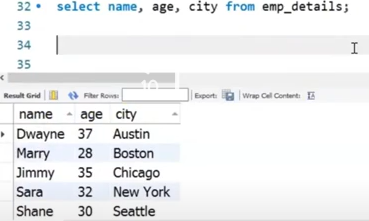 32 select name, age, city from emp_details;
33
34
35
10
Result Grid Filter Rows: Export: Wrap Cell Content:
name age city
Dwayne 37 Austin
Marry 28 Boston
Jimmy 35 Chicago
Sara 32 New York
Shane 30 Seattle